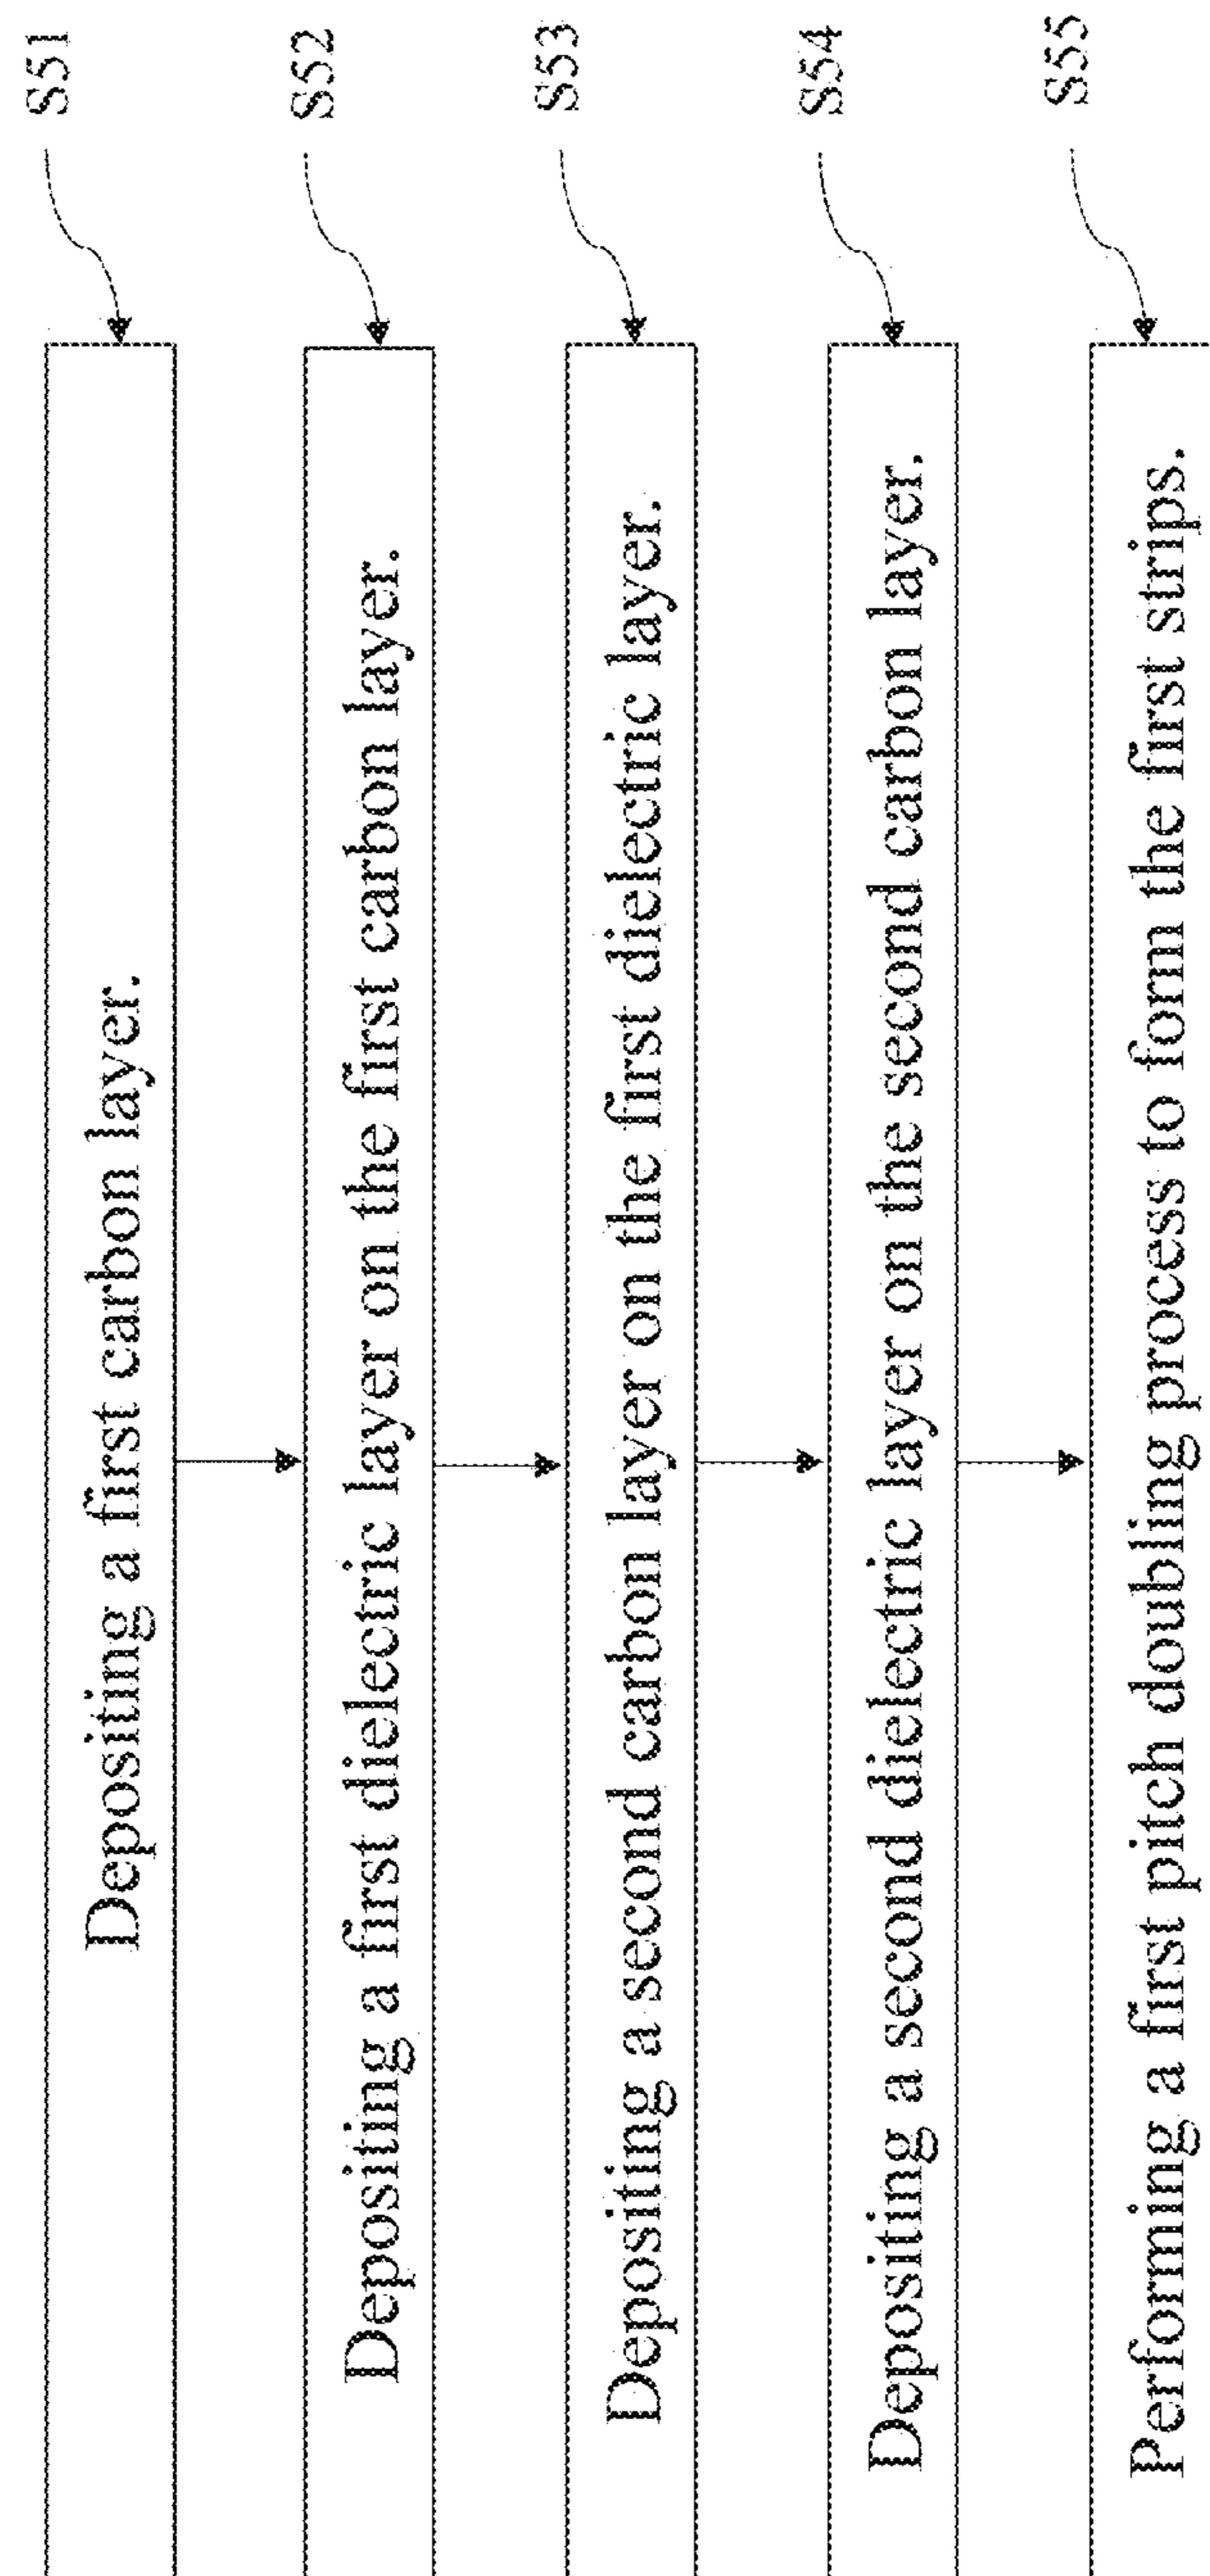 Depositing a first carbon layer.
S51
Depositing a first dielectric layer on the first carbon layer.
S52
Depositing a second carbon layer on the first dielectric layer.
S53
Depositing a second dielectric layer on the second carbon layer.
S54
Performing a first pitch doubling process to form the first strips.
S55